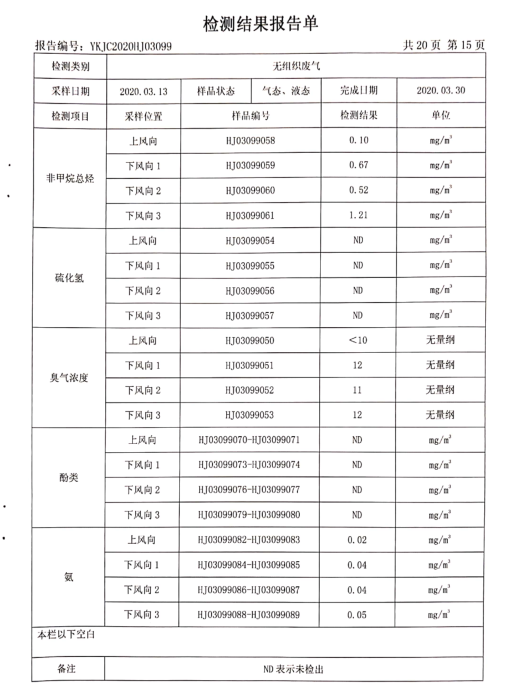 检测结果报告单
报告编号：YKJC2020HJ03099 共 20 页 第 15 页
检测类别 无组织废气
采样日期 2020.03.13 样品状态 气态、液态 完成日期 2020.03.30
检测项目 采样位置 样品编号 检测结果 单位
非甲烷总烃 上风向 HJ03099058 0.10 mg/m³
下风向 1 HJ03099059 0.67 mg/m³
下风向 2 HJ03099060 0.52 mg/m³
下风向 3 HJ03099061 1.21 mg/m³
硫化氢 上风向 HJ03099054 ND mg/m³
下风向 1 HJ03099055 ND mg/m³
下风向 2 HJ03099056 ND mg/m³
下风向 3 HJ03099057 ND mg/m³
臭气浓度 上风向 HJ03099050 <10 无量纲
下风向 1 HJ03099051 12 无量纲
下风向 2 HJ03099052 11 无量纲
下风向 3 HJ03099053 12 无量纲
酚类 上风向 HJ03099070-HJ03099071 ND mg/m³
下风向 1 HJ03099073-HJ03099074 ND mg/m³
下风向 2 HJ03099076-HJ03099077 ND mg/m³
下风向 3 HJ03099079-HJ03099080 ND mg/m³
氨 上风向 HJ03099082-HJ03099083 0.02 mg/m³
下风向 1 HJ03099084-HJ03099085 0.04 mg/m³
下风向 2 HJ03099086-HJ03099087 0.04 mg/m³
下风向 3 HJ03099088-HJ03099089 0.05 mg/m³
本栏以下空白
备注 ND 表示未检出